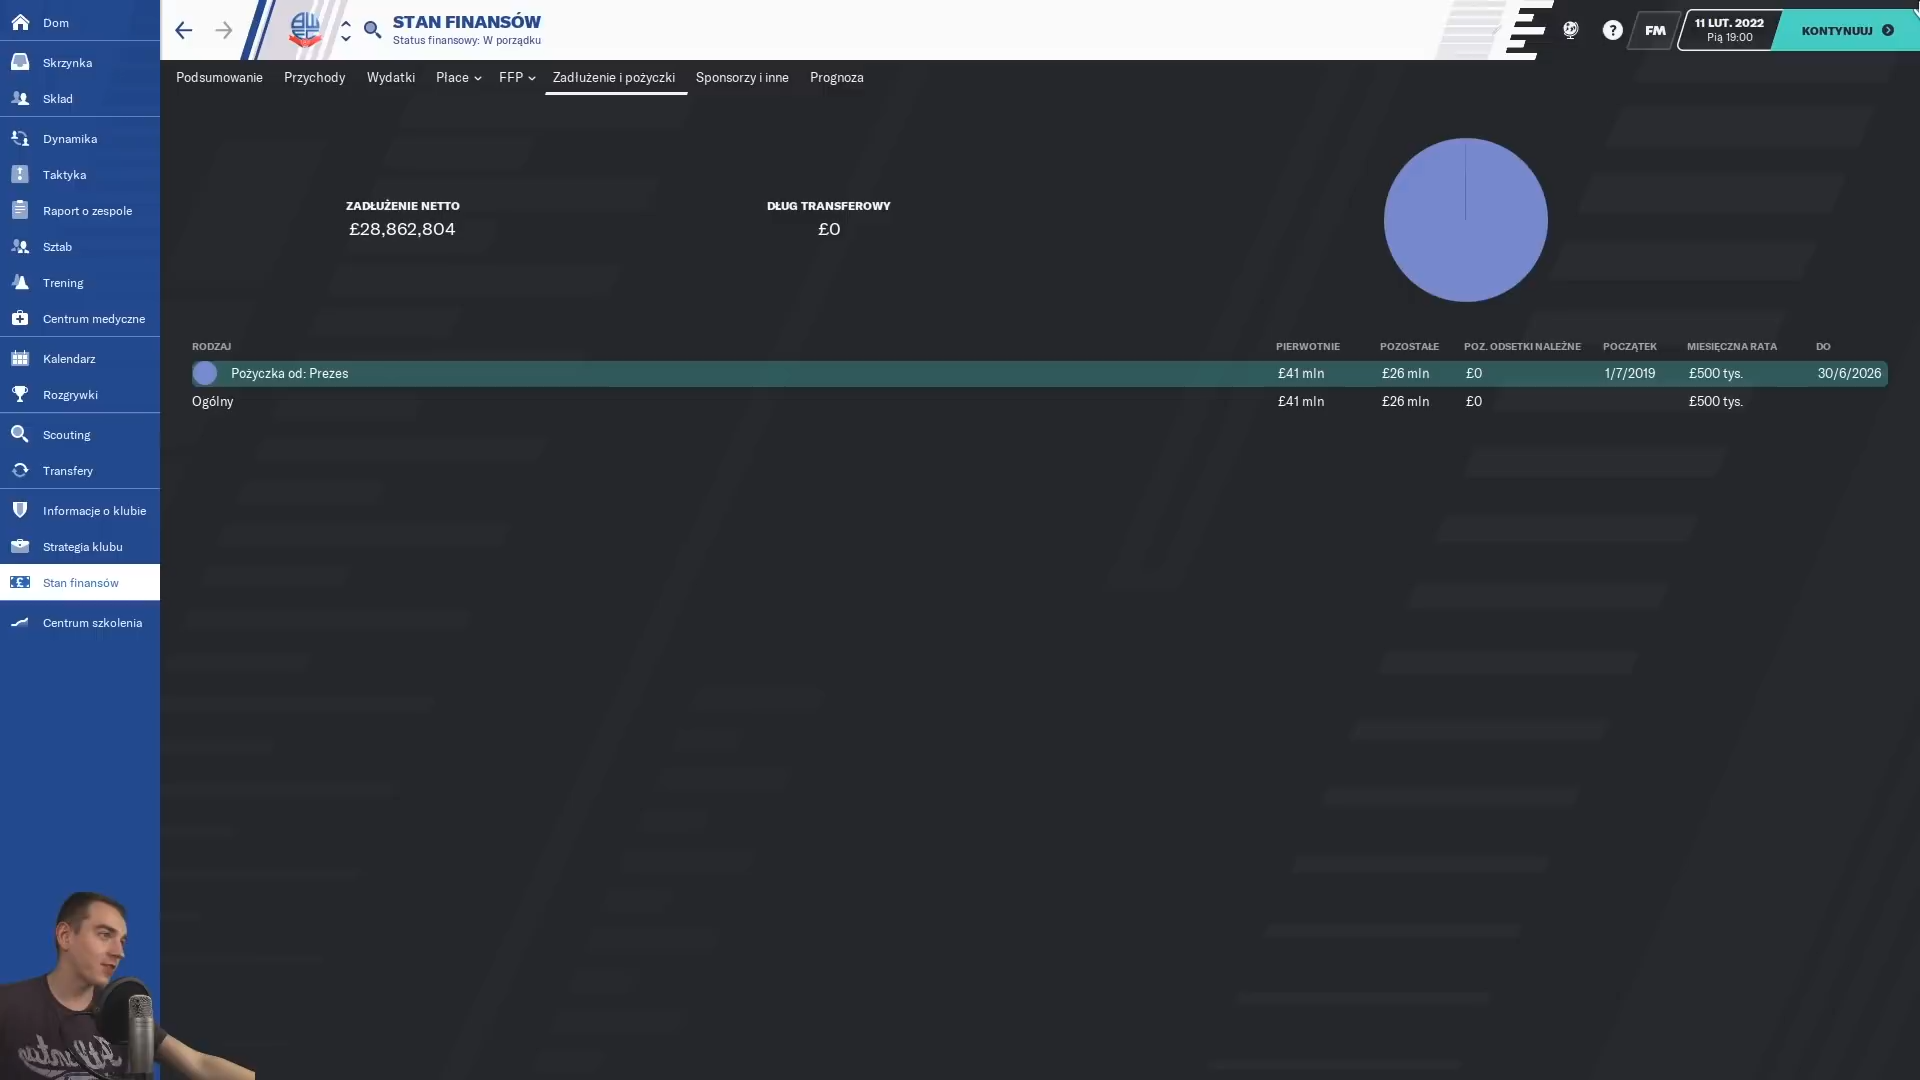 Dom
Skrzynka
Skład
Dynamika
Taktyka
Raport o zespole
Sztab
Trening
Centrum medyczne
Kalendarz
Rozgrywki
Scouting
Transfery
Informacje o klubie
Strategia klubu
Stan finansów
Centrum szkolenia
STAN FINANSÓW
Status finansowy: W porządku
FM
11 LUT. 2022
Pią 19:00
KONTYNUUJ
Podsumowanie Przychody Wydatki Płace FFP Zadłużenie i pożyczki Sponsorzy i inne Prognoza
ZADŁUŻENIE NETTO
£28,862,804
DŁUG TRANSFEROWY
£0
RODZAJ PIERWOTNIE POZOSTAŁE POZ. ODSETKI NALEŻNE POCZĄTEK MIESIĘCZNA RATA DO
Pożyczka od: Prezes £41 mln £26 mln £0 1/7/2019 £500 tys. 30/6/2026
Ogólny £41 mln £26 mln £0 £500 tys.